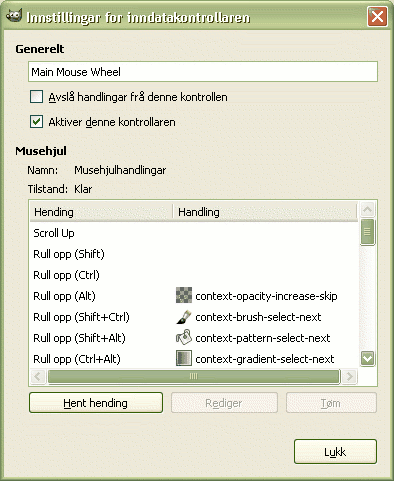 Innstillingar for inndatakontrollaren
Generelt
Main Mouse Wheel
Avslå handlingar frå denne kontrollen
Aktiver denne kontrollaren
Musehjul
Namn: Musehjulhandlingar
Tilstand: Klar
Hending Handling
Scroll Up
Rull opp (Shift)
Rull opp (Ctrl)
Rull opp (Alt) context-opacity-increase-skip
Rull opp (Shift+Ctrl) context-brush-select-next
Rull opp (Shift+Alt) context-pattern-select-next
Rull opp (Ctrl+Alt) context-gradient-select-next
Hent hending Rediger Tøm
Lykk